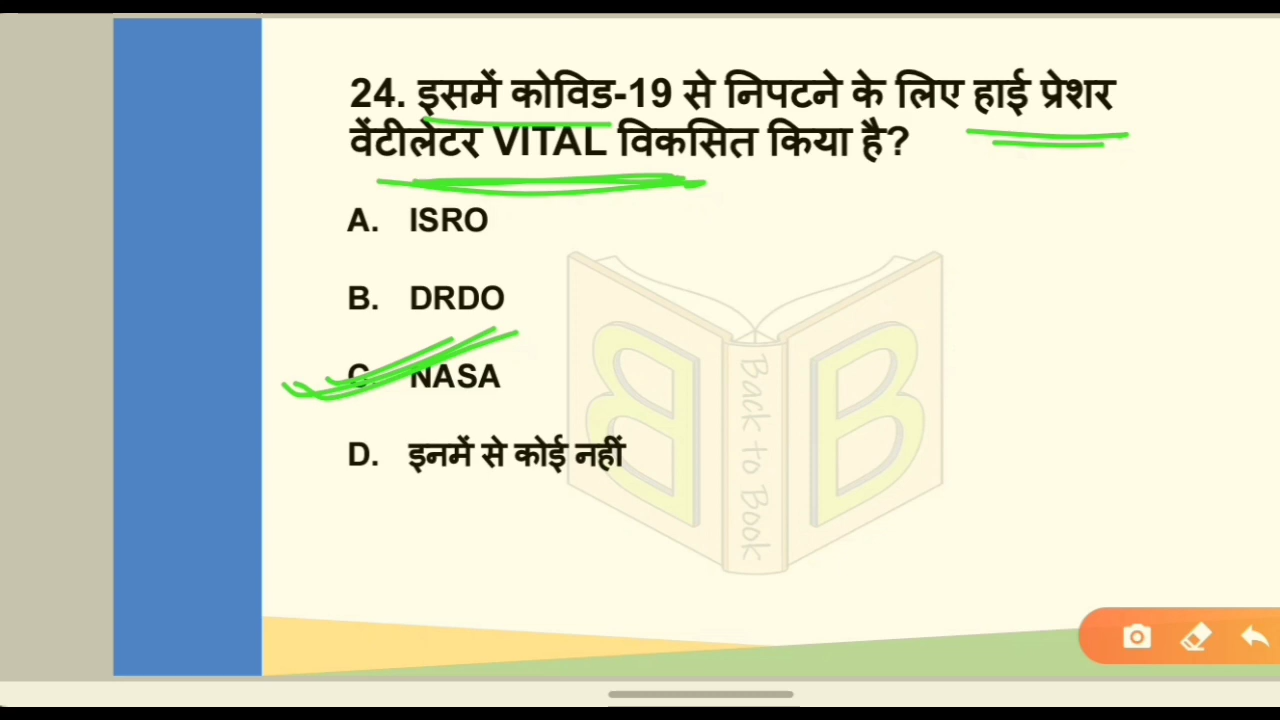 24. इसमें कोविड-19 से निपटने के लिए हाई प्रेशर
वेंटीलेटर VITAL विकसित किया है?
A. ISRO
B. DRDO
C. NASA
D. इनमें से कोई नहीं
B
Back to Book
B